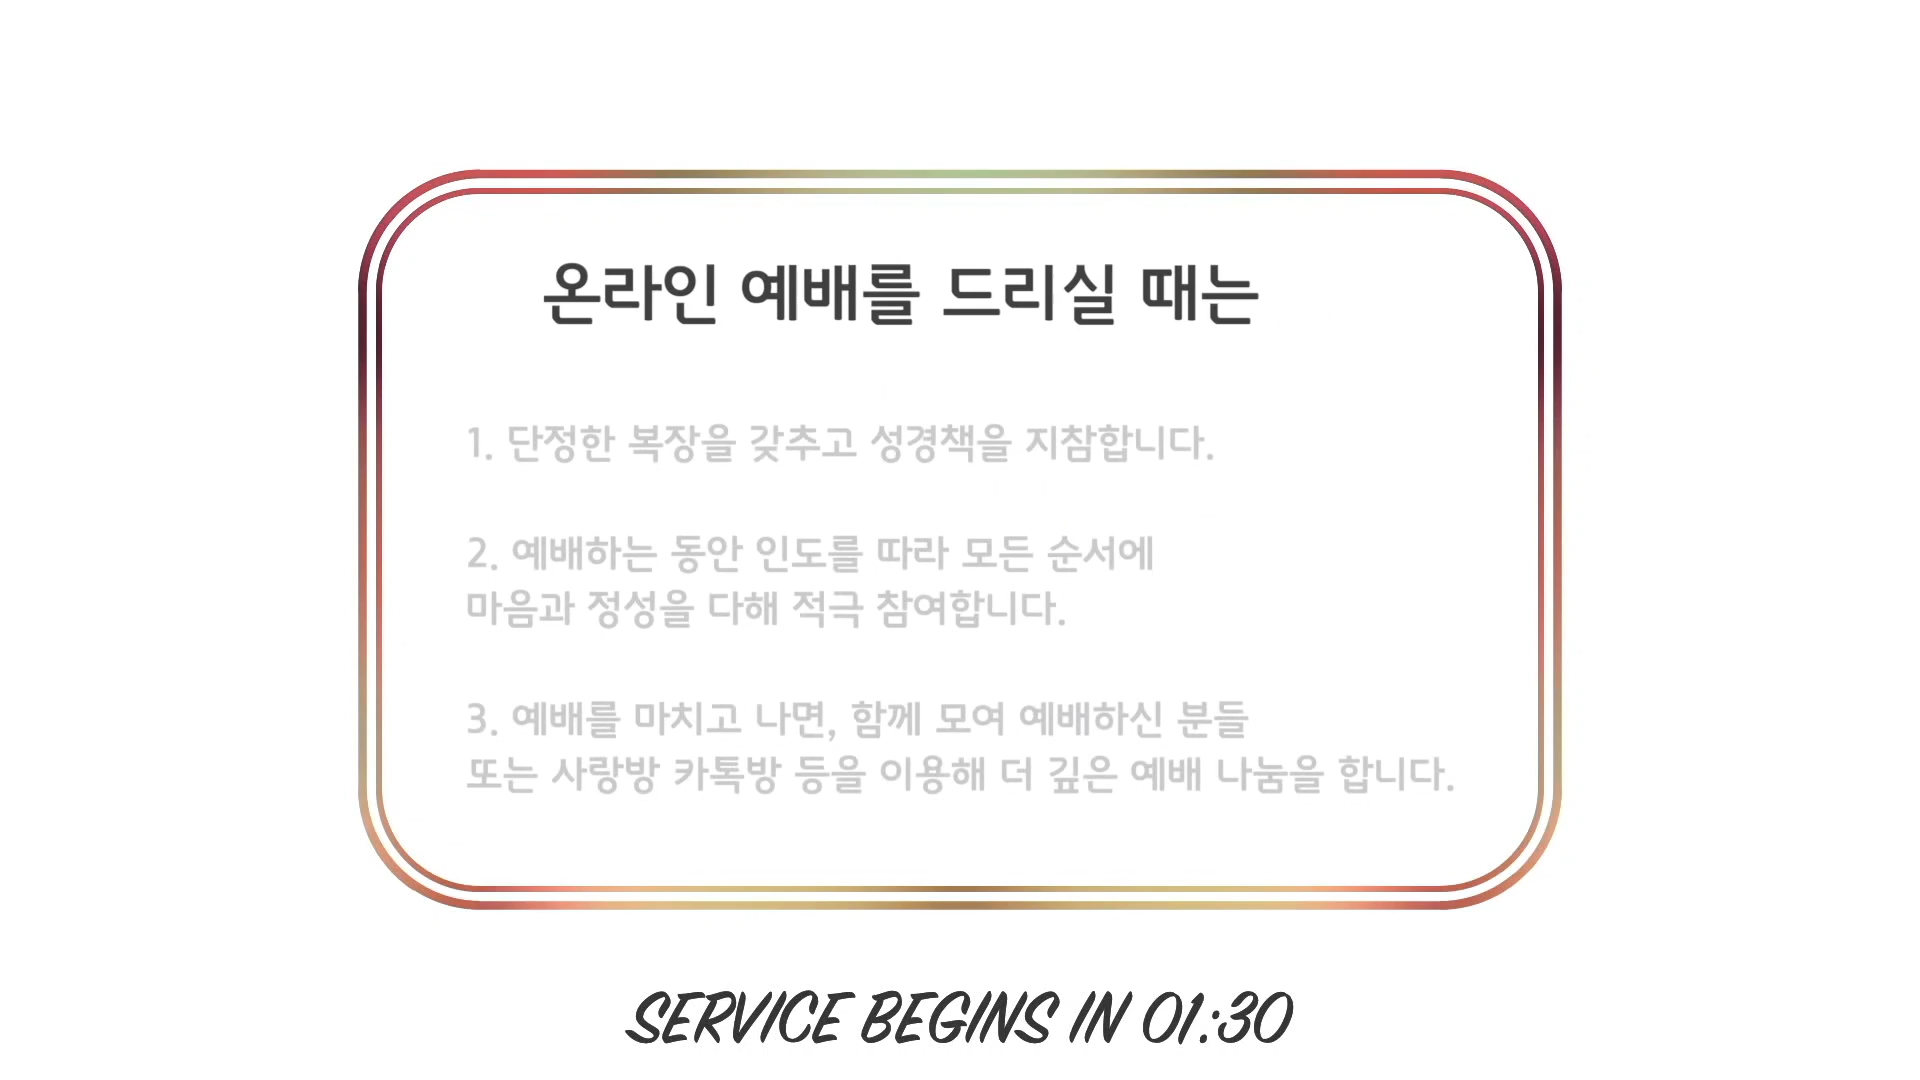 온라인 예배를 드리실 때는
1. 단정한 복장을 갖추고 성경책을 지참합니다.
2. 예배하는 동안 인도를 따라 모든 순서에
마음과 정성을 다해 적극 참여합니다.
3. 예배를 마치고 나면, 함께 모여 예배하신 분들
또는 사랑방 카톡방 등을 이용해 더 깊은 예배 나눔을 합니다.
SERVICE BEGINS IN 01:30